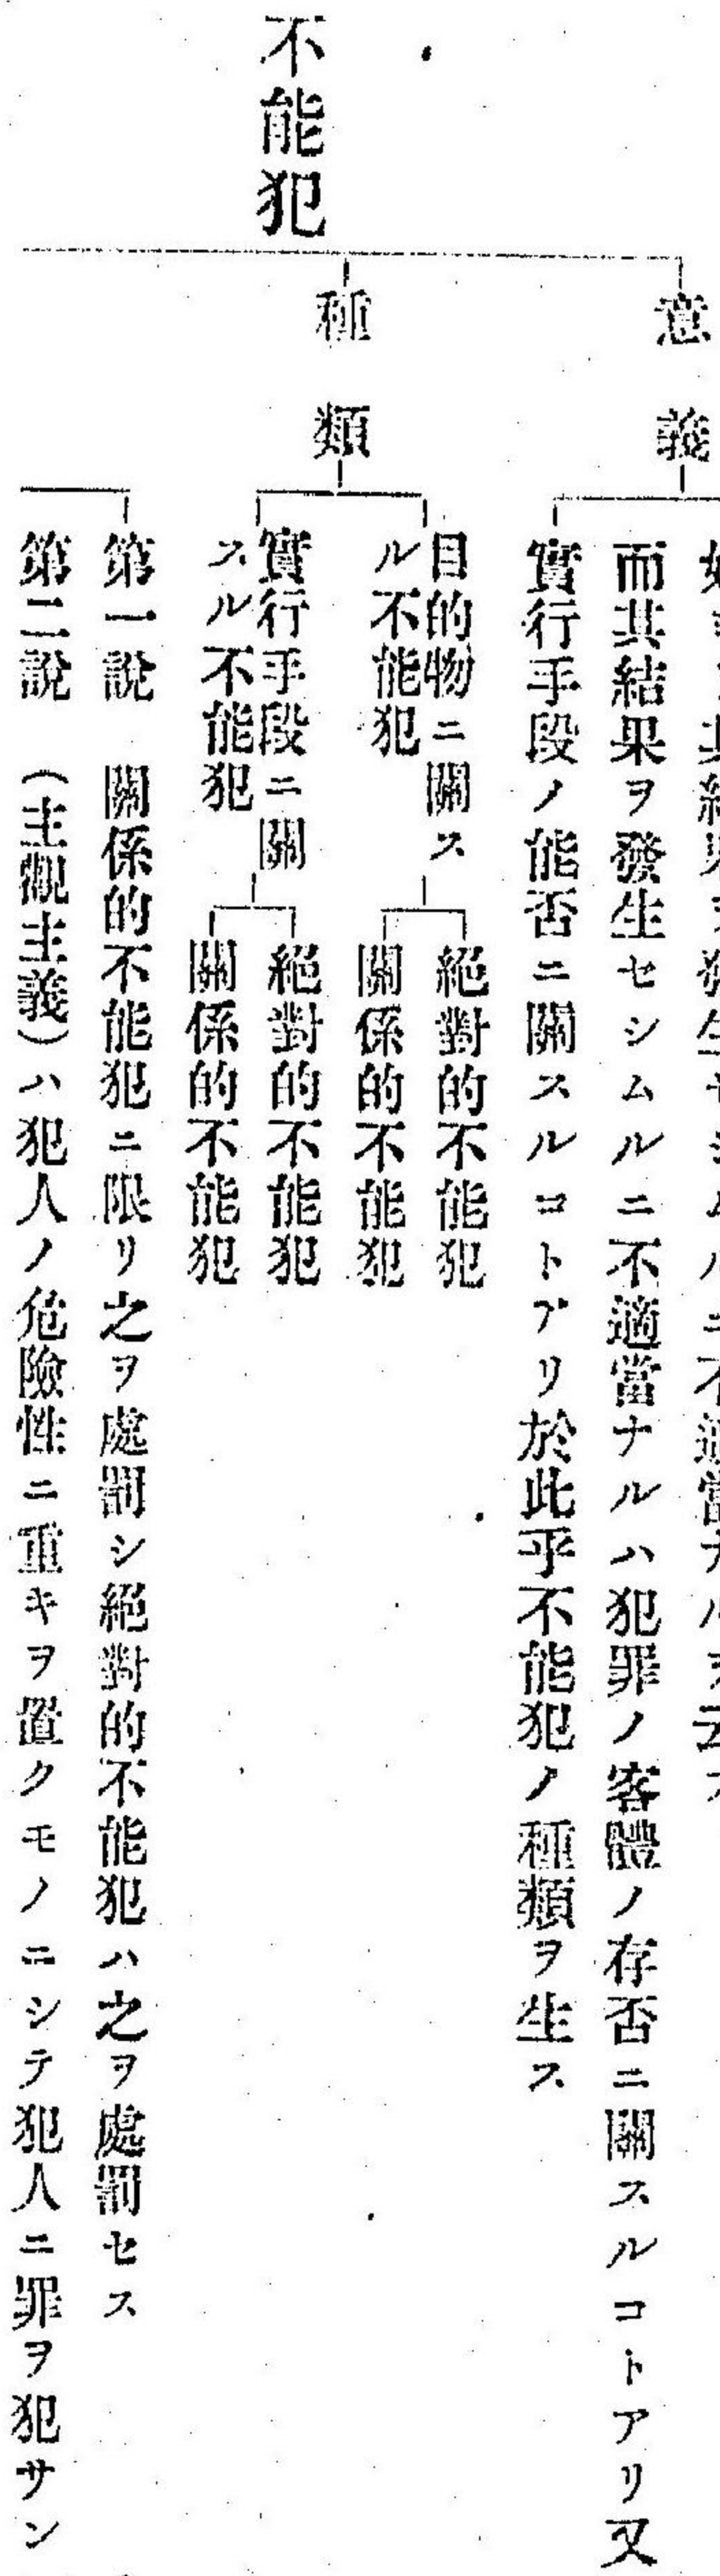 不能犯
意義
其結果ヲ發生セシムルニ不適當ナルヲ云フ
而其結果ヲ發生セシムルニ不適當ナルハ犯罪ノ客體ノ存否ニ關スルコトアリ又
實行手段ノ能否ニ關スルコトアリ於此乎不能犯ノ種類ヲ生ス
種類
目的物ニ關ス
ル不能犯
絕對的不能犯
關係的不能犯
實行手段ニ關
スル不能犯
絕對的不能犯
關係的不能犯
第一說 關係的不能犯ニ限リ之ヲ處罰シ絕對的不能犯ハ之ヲ處罰セス
第二說 (主觀主義)ハ犯人ノ危險性ニ重キヲ置クモノニシテ犯人ニ罪ヲ犯サン